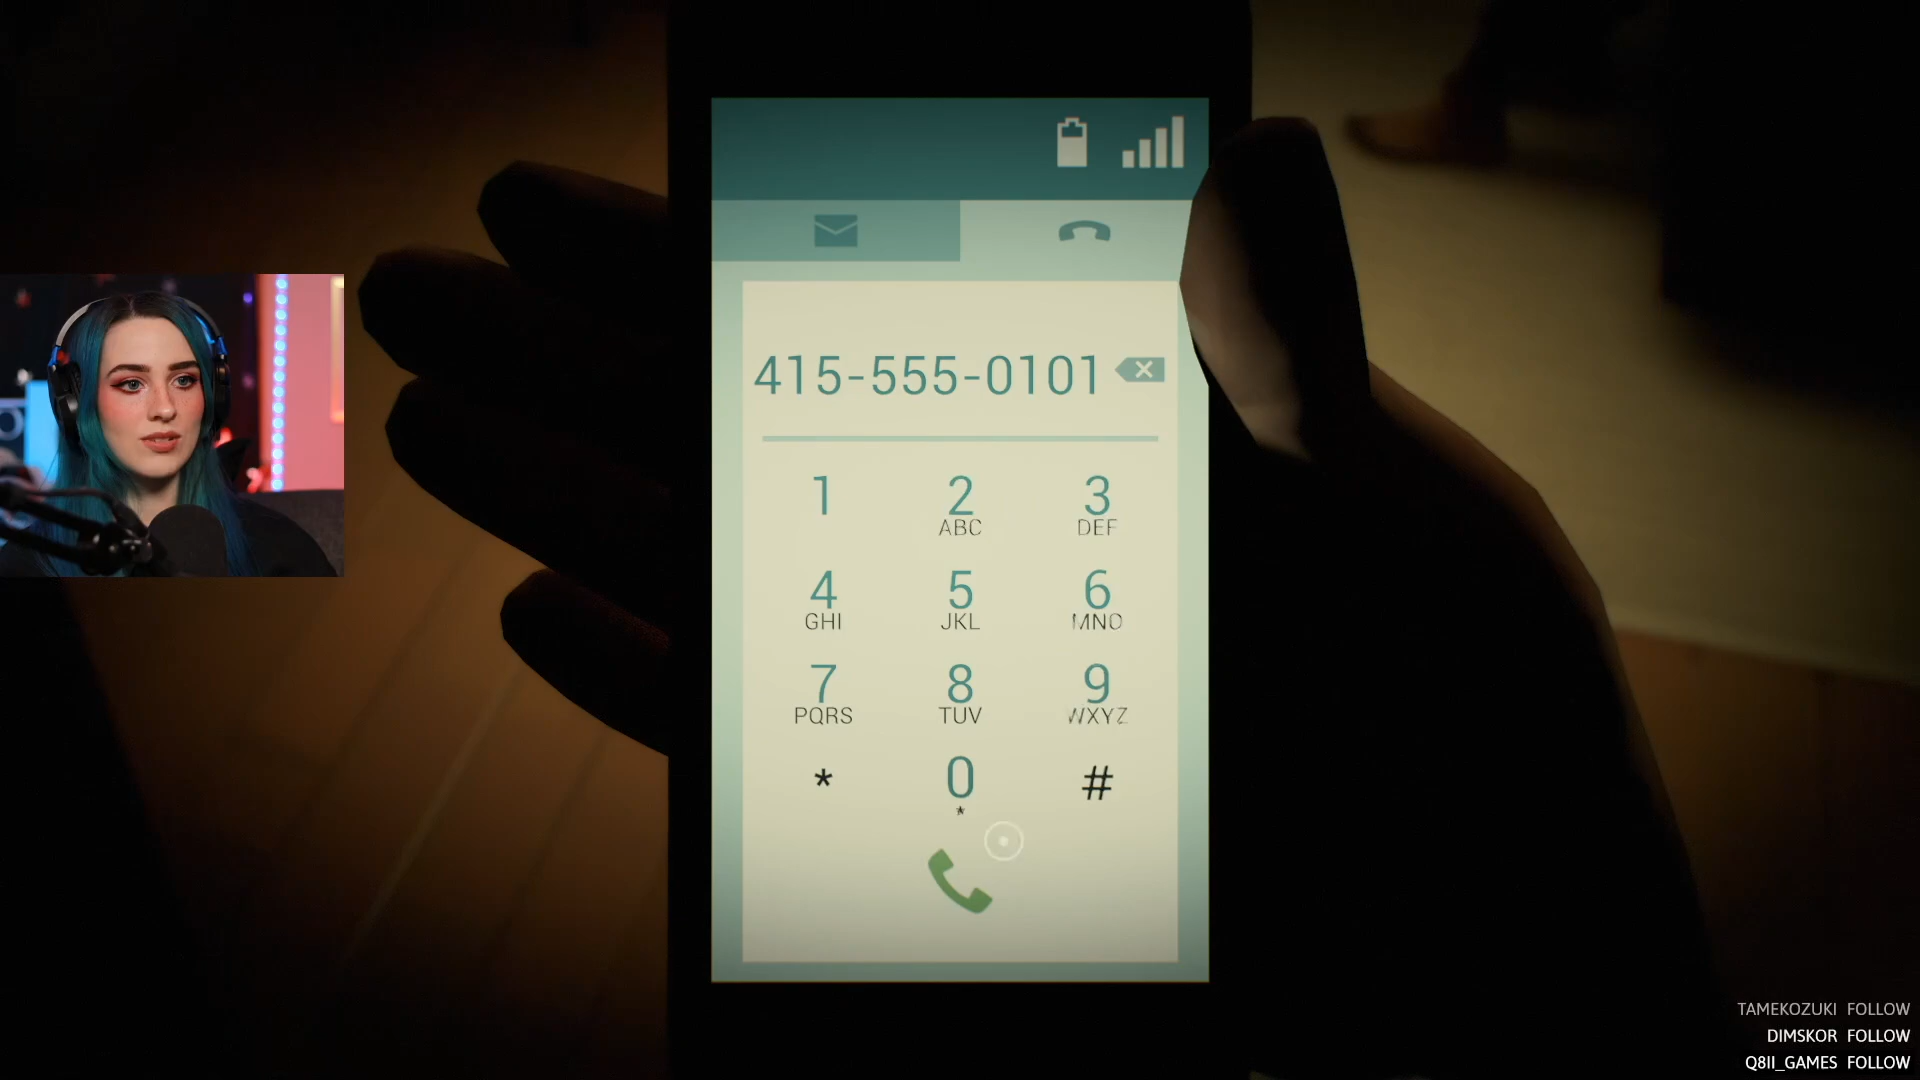 415-555-0101
1 2 3
ABC DEF
4 5 6
GHI JKL MNO
7 8 9
PQRS TUV WXYZ
* 0 #
*
TAMEKOZUKI FOLLOW
DIMSKOR FOLLOW
Q8II_GAMES FOLLOW